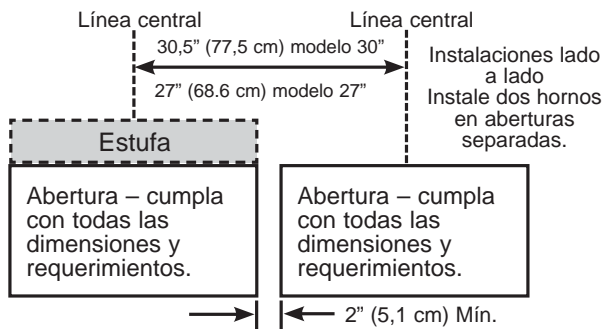 Línea central
Línea central
30,5” (77,5 cm) modelo 30”
27” (68.6 cm) modelo 27”
Instalaciones lado
a lado
Instale dos hornos
en aberturas
separadas.
Estufa
Abertura – cumpla
con todas las
dimensiones y
requerimientos.
Abertura – cumpla
con todas las
dimensiones y
requerimientos.
2” (5,1 cm) Mín.